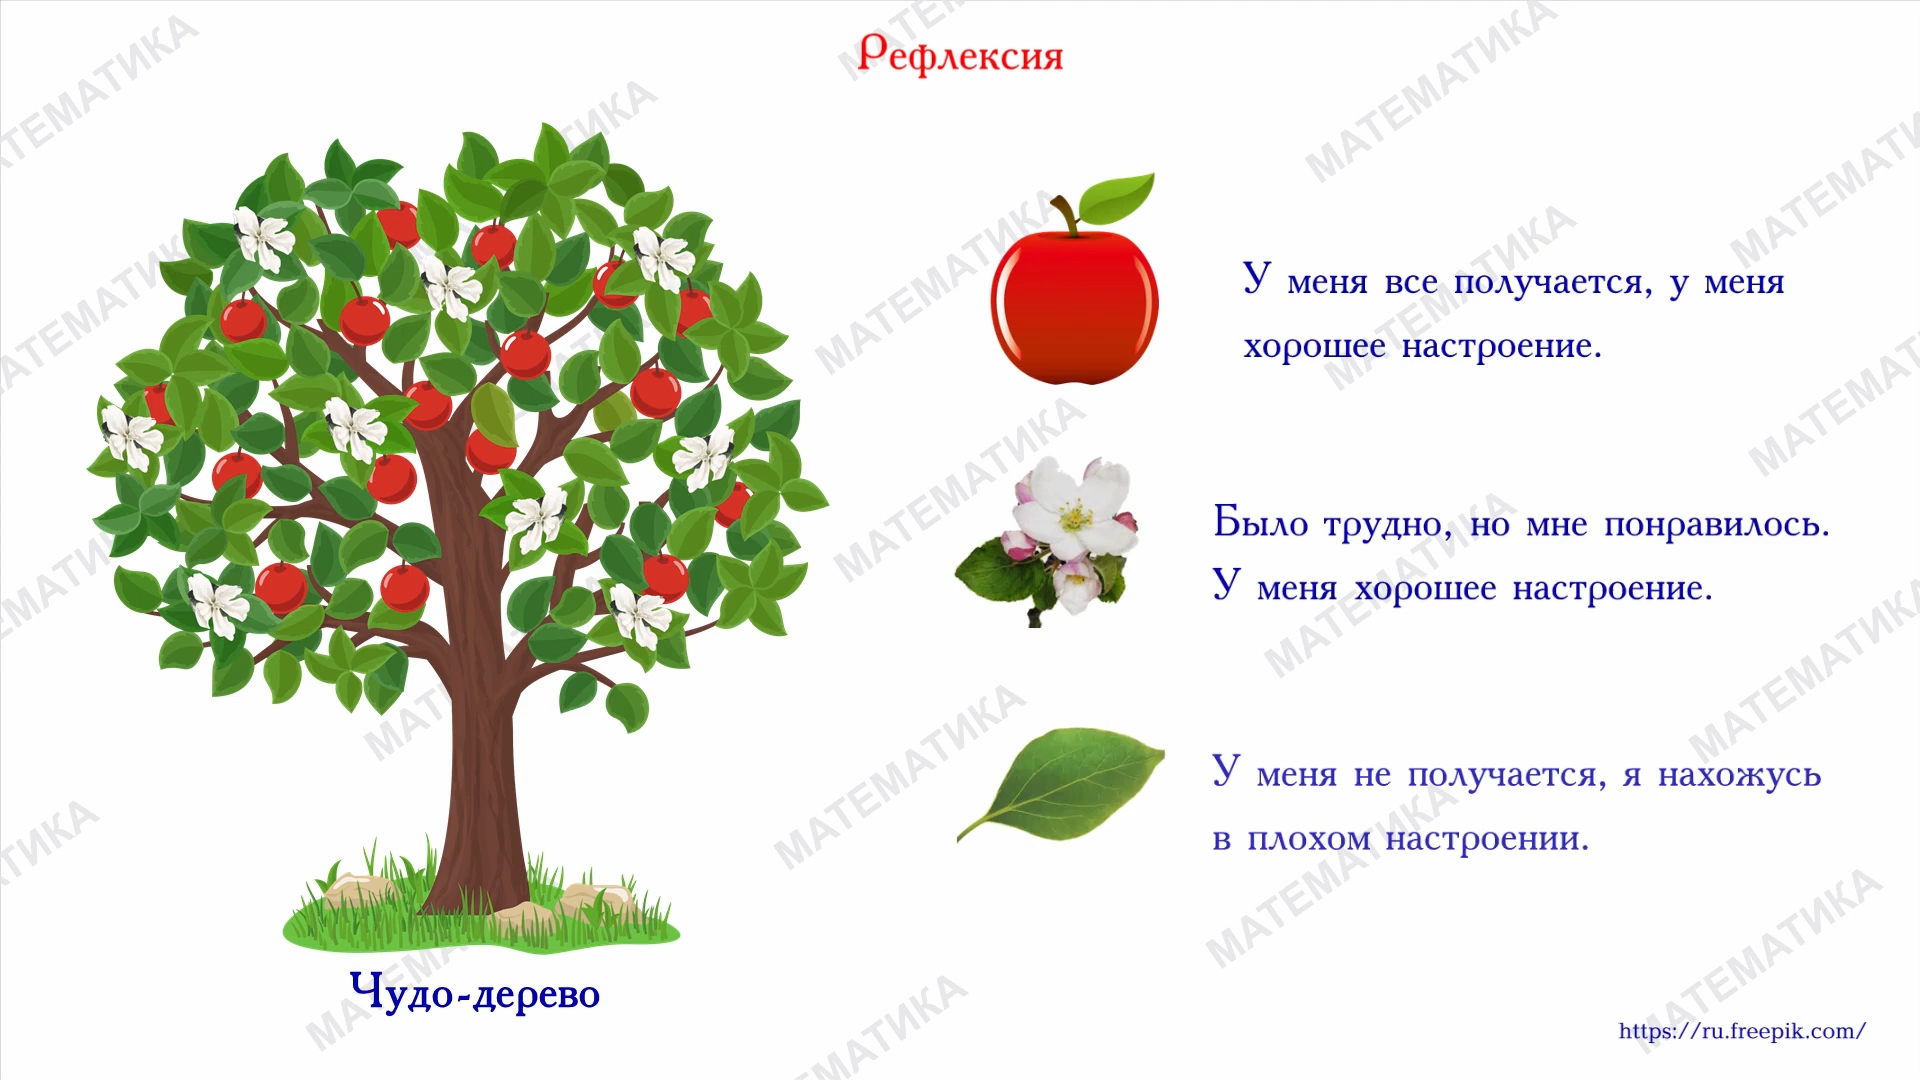 Рефлексия
У меня все получается, у меня
хорошее настроение.
Было трудно, но мне понравилось.
У меня хорошее настроение.
У меня не получается, я нахожусь
в плохом настроении.
Чудо-дерево
https://ru.freepik.com/
МАТЕМАТИКА